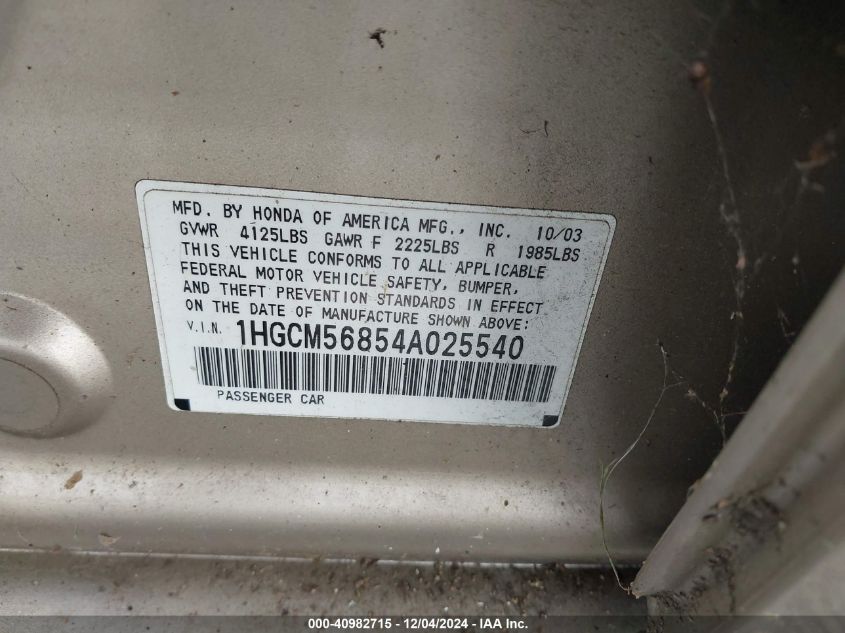 MFD. BY HONDA OF AMERICA MFG., INC. 10/03
GVWR 4125LBS GAWR F 2225LBS R 1985LBS
THIS VEHICLE CONFORMS TO ALL APPLICABLE
FEDERAL MOTOR VEHICLE SAFETY, BUMPER,
AND THEFT PREVENTION STANDARDS IN EFFECT
ON THE DATE OF MANUFACTURE SHOWN ABOVE:
V.I.N. 1HGCM56854A025540
PASSENGER CAR
000-40982715 - 12/04/2024 - © IAA, Inc.